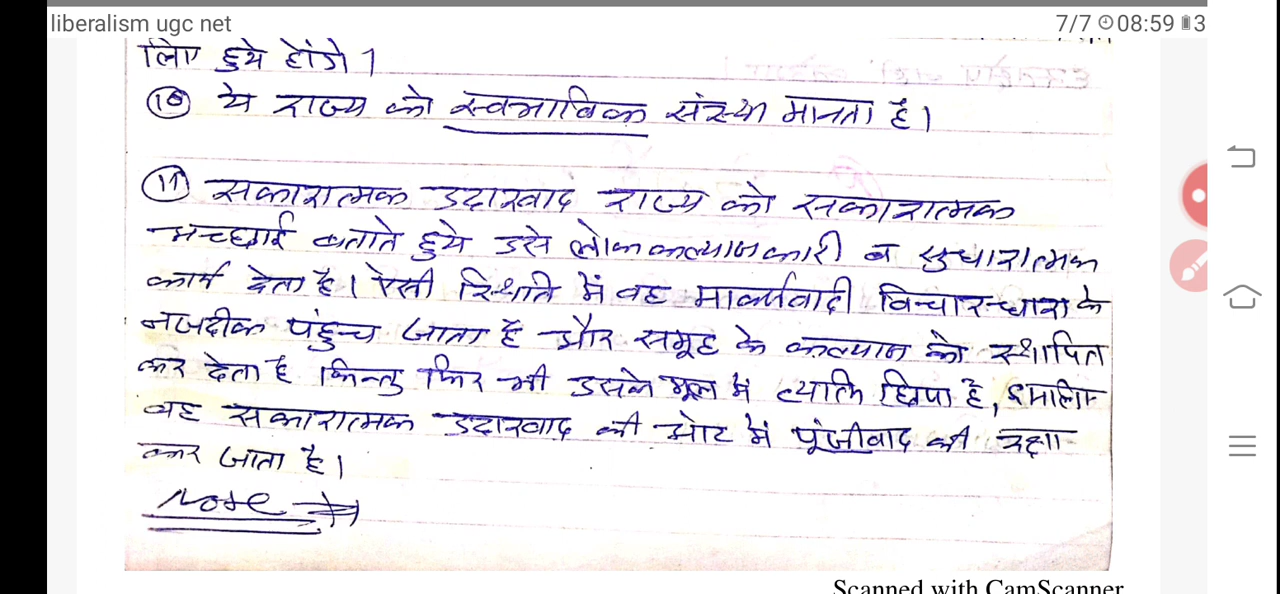 liberalism ugc net
7/7 08:59 3
लिए हुये होंगे।
10 ये राज्य को स्वभाविक संस्था मानता है।
11 सकारात्मक उदारवाद राज्य को सकारात्मक
अच्छाई बताते हुये उसे लोककल्याणकारी व सुधारात्मक
कार्य देता है। ऐसी स्थिति में वह मार्क्सवादी विचारधारा के
नजदीक पंहुच जाता है और समूह के कल्याण को स्थापित
कर देता है किन्तु फिर भी उसके मूल में व्यक्ति छिपा है, इसलिए
वह सकारात्मक उदारवाद की ओट में पूंजीवाद की रक्षा
कर जाता है।
Note
Scanned with CamScanner